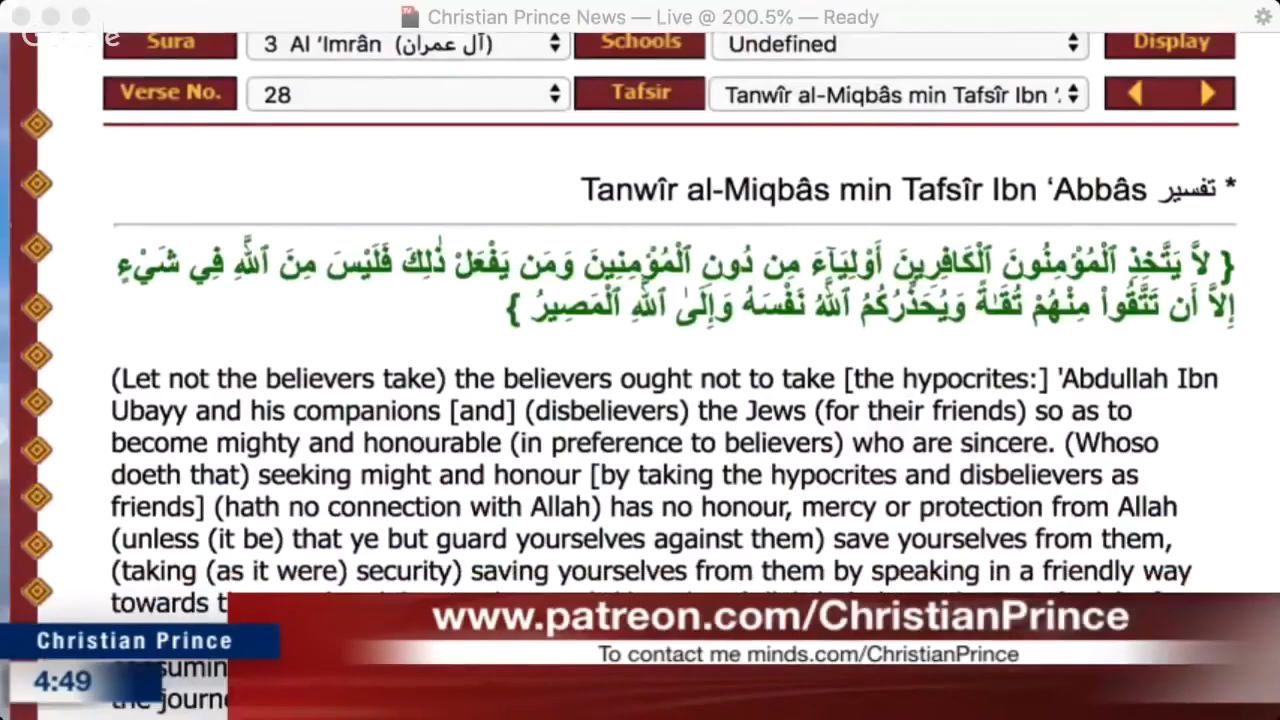 Christian Prince News — Live @ 200.5% — Ready
Google
Sura 3 Al ‘Imrân (آل عمران) Schools Undefined Display
Verse No. 28 Tafsir Tanwîr al-Miqbâs min Tafsîr Ibn ‘.
* تفسير Tanwîr al-Miqbâs min Tafsîr Ibn ‘Abbâs
{ لاَّ يَتَّخِذِ ٱلْمُؤْمِنُونَ ٱلْكَافِرِينَ أَوْلِيَآءَ مِن دُونِ ٱلْمُؤْمِنِينَ وَمَن يَفْعَلْ ذٰلِكَ فَلَيْسَ مِنَ ٱللَّهِ فِي شَيْءٍ
إِلاَّ أَن تَتَّقُواْ مِنْهُمْ تُقَـٰةً وَيُحَذِّرُكُمُ ٱللَّهُ نَفْسَهُ وَإِلَىٰ ٱللَّهِ ٱلْمَصِيرُ }
(Let not the believers take) the believers ought not to take [the hypocrites:] 'Abdullah Ibn
Ubayy and his companions [and] (disbelievers) the Jews (for their friends) so as to
become mighty and honourable (in preference to believers) who are sincere. (Whoso
doeth that) seeking might and honour [by taking the hypocrites and disbelievers as
friends] (hath no connection with Allah) has no honour, mercy or protection from Allah
(unless (it be) that ye but guard yourselves against them) save yourselves from them,
(taking (as it were) security) saving yourselves from them by speaking in a friendly way
towards
www.patreon.com/ChristianPrince
Christian Prince
To contact me minds.com/ChristianPrince
4:49
the journe